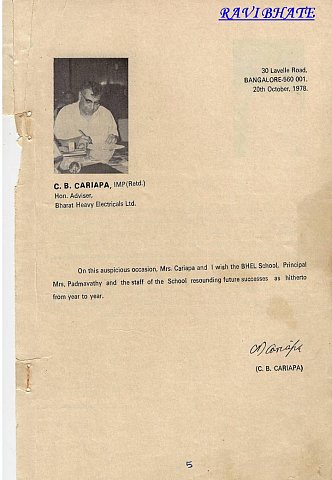 RAVI BHATE
30 Lavelle Road,
BANGALORE-560 001.
20th October, 1978.
C. B. CARIAPA, IMP (Retd.)
Hon. Adviser,
Bharat Heavy Electricals Ltd.
On this auspicious occasion, Mrs. Cariapa and I wish the BHEL School, Principal
Mrs. Padmavathy and the staff of the School resounding future successes as hitherto
from year to year.
CB Cariapa
(C. B. CARIAPA)
5